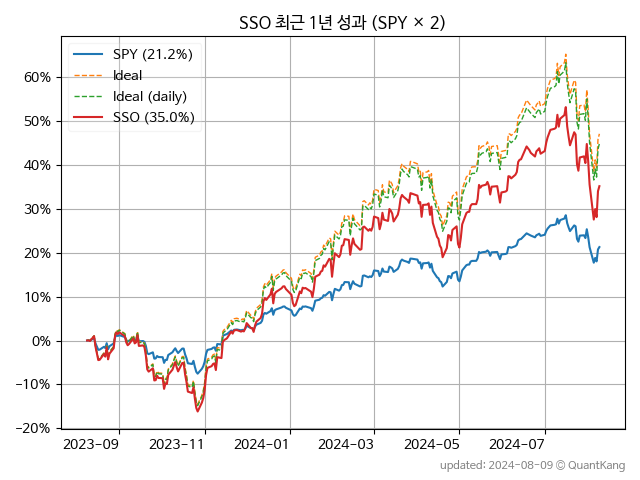 SSO 최근 1년 성과 (SPY × 2)
SPY (21.2%)
Ideal
Ideal (daily)
SSO (35.0%)
60%
50%
40%
30%
20%
10%
0%
−10%
−20%
2023-09
2023-11
2024-01
2024-03
2024-05
2024-07
updated: 2024-08-09 © QuantKang